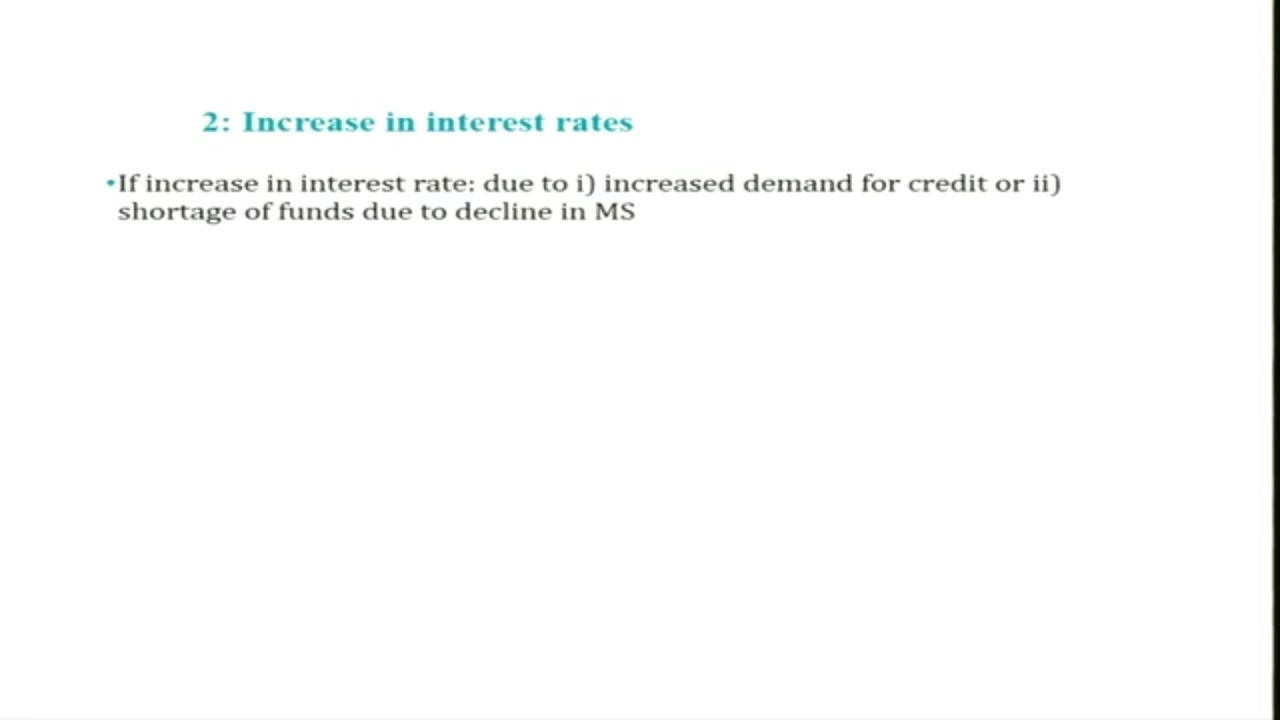 2: Increase in interest rates
•If increase in interest rate: due to i) increased demand for credit or ii)
shortage of funds due to decline in MS